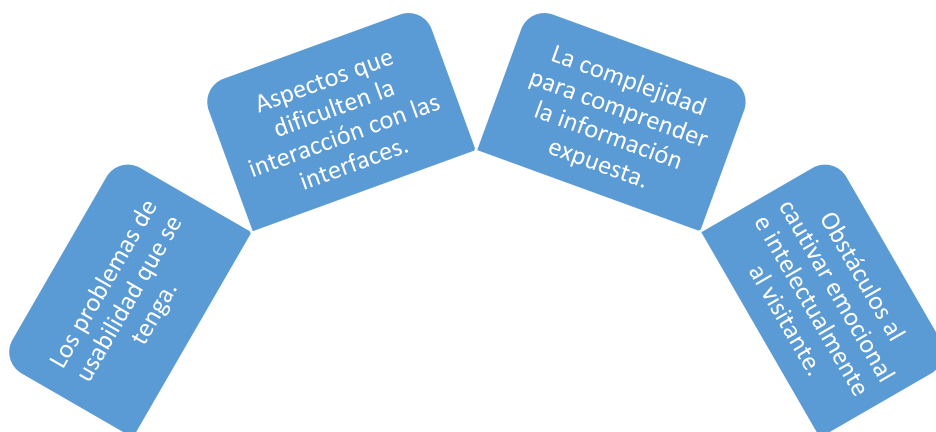 Los problemas de
usabilidad que se
tenga.
Aspectos que
dificulten la
interacción con las
interfaces.
La complejidad
para comprender
la información
expuesta.
Obstáculos al
cautivar emocional
e intelectualmente
al visitante.